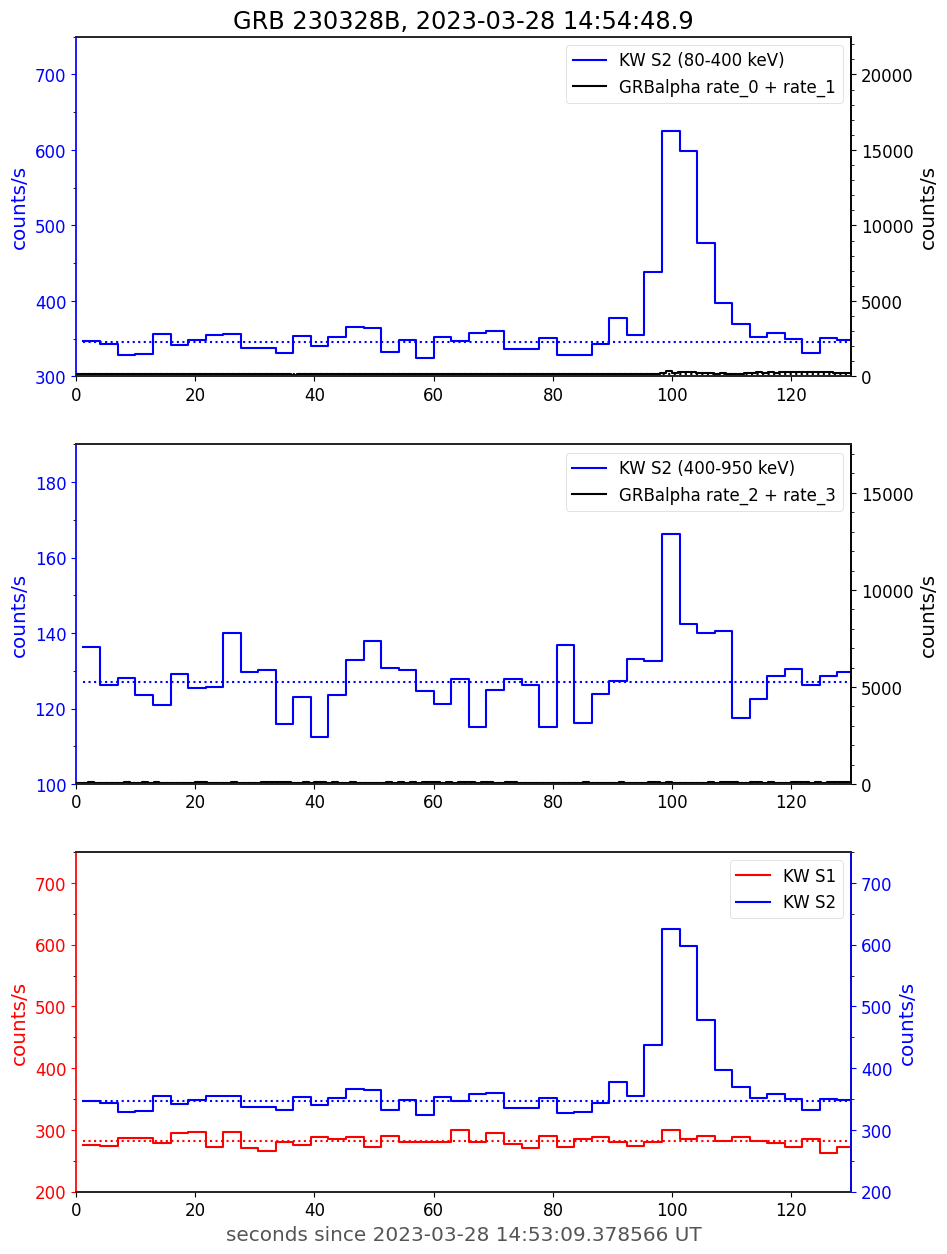 GRB 230328B, 2023-03-28 14:54:48.9
KW S2 (80-400 keV)
GRBalpha rate_0 + rate_1
counts/s
700
600
500
400
300
20000
15000
10000
5000
0
counts/s
0 20 40 60 80 100 120
KW S2 (400-950 keV)
GRBalpha rate_2 + rate_3
counts/s
180
160
140
120
100
15000
10000
5000
0
counts/s
0 20 40 60 80 100 120
KW S1
KW S2
counts/s
700
600
500
400
300
200
700
600
500
400
300
200
counts/s
0 20 40 60 80 100 120
seconds since 2023-03-28 14:53:09.378566 UT